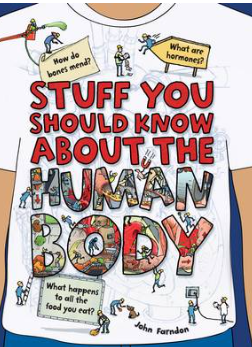 How do
bones mend?
What are
hormones?
STUFF YOU
SHOULD KNOW
ABOUT THE
HUMAN
BODY
What happens
to all the
food you eat?
John Farndon